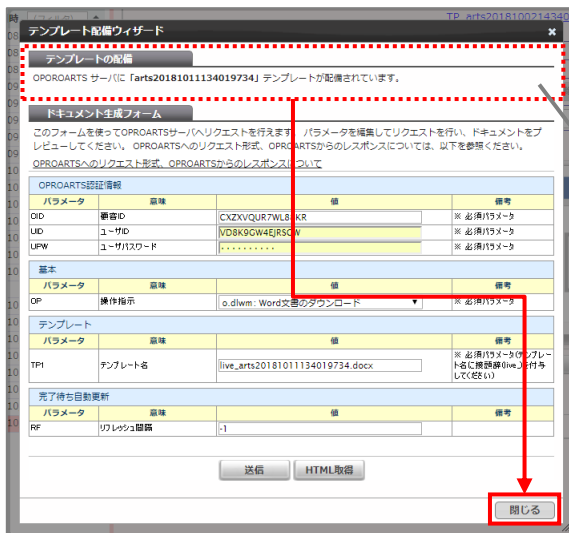 TP_arts2018100214340
テンプレート配備ウィザード ×
テンプレートの配備
OPOROARTS サーバに「arts20181011134019734」テンプレートが配備されています。
ドキュメント生成フォーム
このフォームを使ってOPROARTSサーバへリクエストを行えます。 パラメータを編集してリクエストを行い、ドキュメントをプ
レビューしてください。 OPROARTSへのリクエスト形式、OPROARTSからのレスポンスについては、以下を参照ください。
OPROARTSへのリクエスト形式、OPROARTSからのレスポンスについて
OPROARTS認証情報
パラメータ 意味 値 備考
OID 顧客ID ※ 必須パラメータ
UID ユーザID ※ 必須パラメータ
UPW ユーザパスワード ・・・・・・・・・・ ※ 必須パラメータ
基本
パラメータ 意味 値 備考
OP 操作指示 o.dlwm: Word文書のダウンロード ▼ ※ 必須パラメータ
テンプレート
パラメータ 意味 値 備考
TP1 テンプレート名 live_arts20181011134019734.docx ※ 必須パラメータ(テンプレー
ト名に接頭辞(live_)を付与
してください)
完了待ち自動更新
パラメータ 意味 値 備考
RF リフレッシュ間隔 -1
送信 HTML取得
閉じる